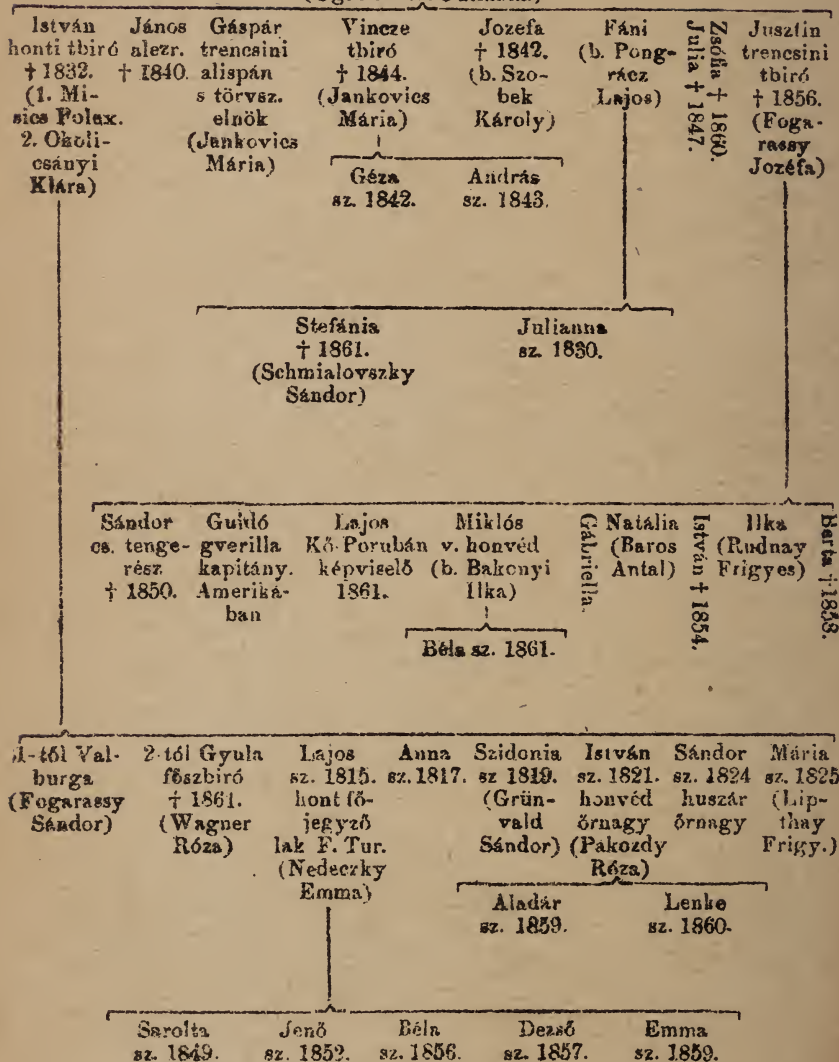 István
honti tbiró
† 1832.
(1. Mi-
sics Polex.
2. Okoli-
csányi
Klára)
János
alezr.
† 1840.
Gáspár
trencsini
alispán
s törvsz.
elnök
(Jankovics
Mária)
Vincze
tbiró
† 1844.
(Jankovics
Mária)
Jozefa
† 1842.
(b. Szo-
bek
Károly)
Fáni
(b. Pong-
rácz
Lajos)
Zsófia † 1860.
Julia † 1847.
Jusztin
trencsini
tbiró
† 1856.
(Foga-
rassy
Jozéfa)
Géza
sz. 1842.
András
sz. 1843.
Stefánia
† 1861.
(Schmialovszky
Sándor)
Julianna
sz. 1830.
Sándor
cs. tenge-
rész
† 1850.
Guidó
gverilla
kapitány.
Ameriká-
ban
Lajos
Kő-Porubán
képviselő
1861.
Miklós
v. honvéd
(b. Bakonyi
Ilka)
Gábriella.
Natália
(Baros
Antal)
István † 1854.
Ilka
(Rudnay
Frigyes)
Berta † 1858.
Béla sz. 1861.
1-től Val-
burga
(Fogarassy
Sándor)
2-tól Gyula
főszbiró
† 1861.
(Wagner
Róza)
Lajos
sz. 1815.
hont fő-
jegyző
lak F. Tur.
(Nedeczky
Emma)
Anna
sz. 1817.
Szidonia
sz 1819.
(Grün-
vald
Sándor)
István
sz. 1821.
honvéd
őrnagy
(Pakozdy
Róza)
Sándor
sz. 1824
huszár
őrnagy
Mária
sz. 1825
(Lip-
thay
Frigy.)
Aladár
sz. 1859.
Lenke
sz. 1860.
Sarolta
sz. 1849.
Jenő
sz. 1852.
Béla
sz. 1856.
Dezső
sz. 1857.
Emma
sz. 1859.